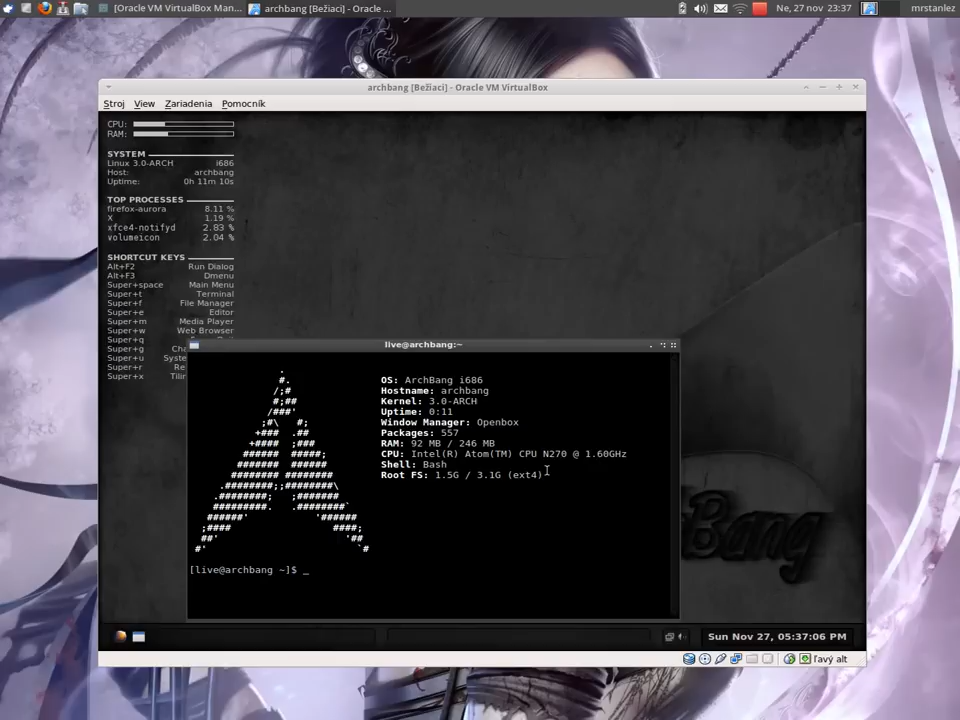 [Oracle VM VirtualBox Man...
archbang [Bežiaci] - Oracle ...
Ne, 27 nov 23:37
mrstanlez
archbang [Bežiaci] - Oracle VM VirtualBox
Stroj View Zariadenia Pomocník
CPU:
RAM:
SYSTEM
Linux 3.0-ARCH i686
Host: archbang
Uptime: 0h 11m 10s
TOP PROCESSES
firefox-aurora 8.11 %
X 1.19 %
xfce4-notifyd 2.83 %
volumeicon 2.04 %
SHORTCUT KEYS
Alt+F2 Run Dialog
Alt+F3 Dmenu
Super+space Main Menu
Super+t Terminal
Super+f File Manager
Super+e Editor
Super+m Media Player
Super+w Web Browser
Super+q
Super+g Cha
Super+u Syste
Super+r Re
Super+x Tilin
live@archbang:~
OS: ArchBang i686
Hostname: archbang
Kernel: 3.0-ARCH
Uptime: 0:11
Window Manager: Openbox
Packages: 557
RAM: 92 MB / 246 MB
CPU: Intel(R) Atom(TM) CPU N270 @ 1.60GHz
Shell: Bash
Root FS: 1.5G / 3.1G (ext4)
[live@archbang ~]$ _
Bang
Sun Nov 27, 05:37:06 PM
ľavý alt